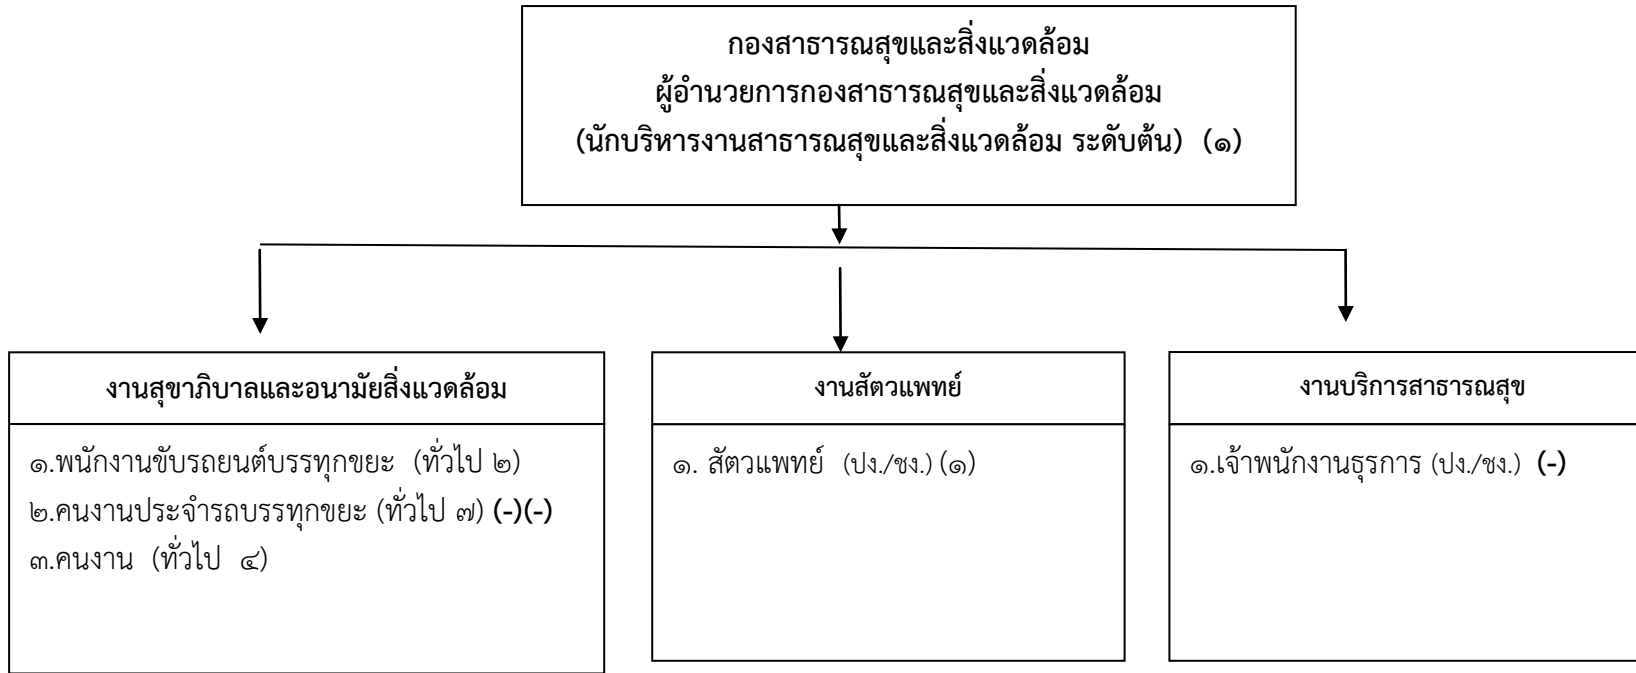 กองสาธารณสุขและสิ่งแวดล้อม
ผู้อำนวยการกองสาธารณสุขและสิ่งแวดล้อม
(นักบริหารงานสาธารณสุขและสิ่งแวดล้อม ระดับต้น) (๑)
งานสุขาภิบาลและอนามัยสิ่งแวดล้อม
๑.พนักงานขับรถยนต์บรรทุกขยะ (ทั่วไป ๒)
๒.คนงานประจำรถบรรทุกขยะ (ทั่วไป ๗) (-)(-)
๓.คนงาน (ทั่วไป ๔)
งานสัตวแพทย์
๑. สัตวแพทย์ (ปง./ชง.) (๑)
งานบริการสาธารณสุข
๑.เจ้าพนักงานธุรการ (ปง./ชง.) (-)